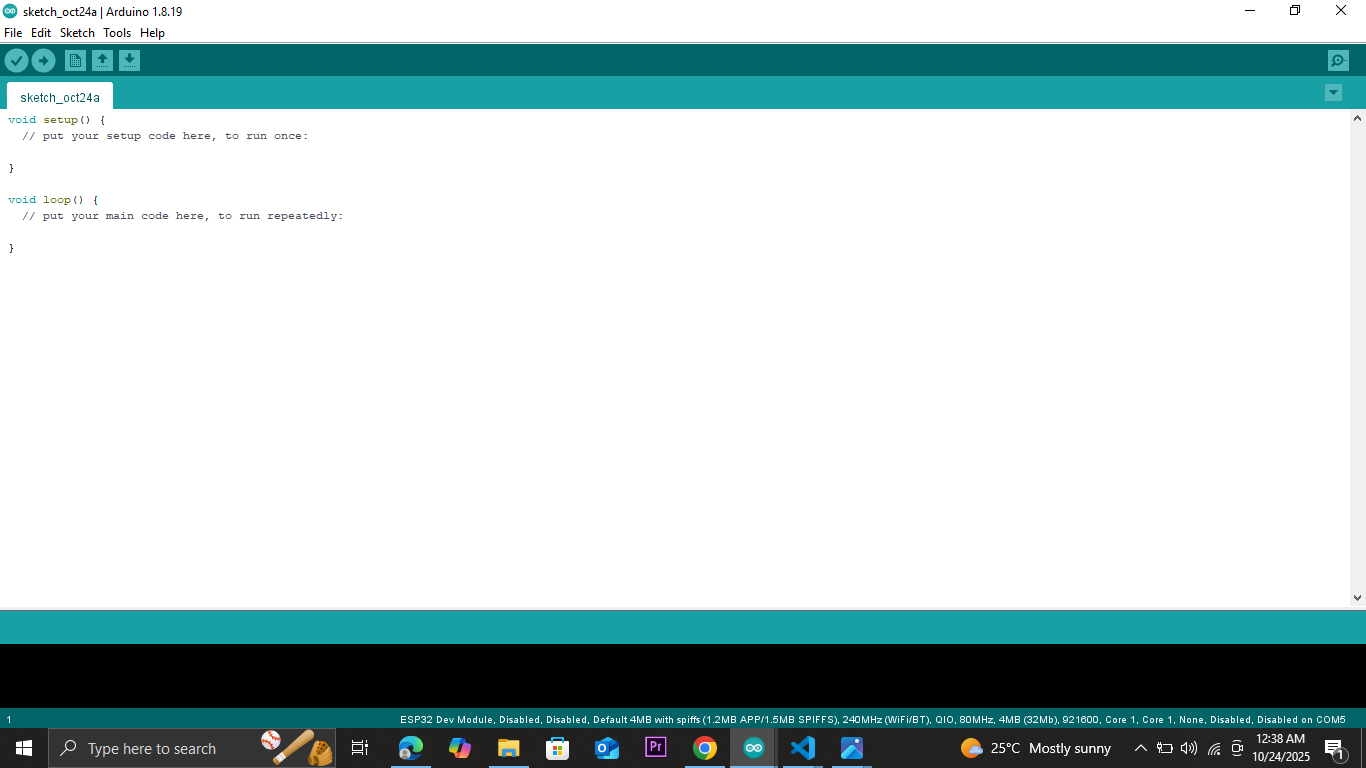 sketch_oct24a | Arduino 1.8.19
File Edit Sketch Tools Help
sketch_oct24a
void setup() {
  // put your setup code here, to run once:

}

void loop() {
  // put your main code here, to run repeatedly:

}
1
ESP32 Dev Module, Disabled, Disabled, Default 4MB with spiffs (1.2MB APP/1.5MB SPIFFS), 240MHz (WiFi/BT), QIO, 80MHz, 4MB (32Mb), 921600, Core 1, Core 1, None, Disabled, Disabled on COM5
Type here to search
Pr
25°C Mostly sunny
12:38 AM
10/24/2025
1